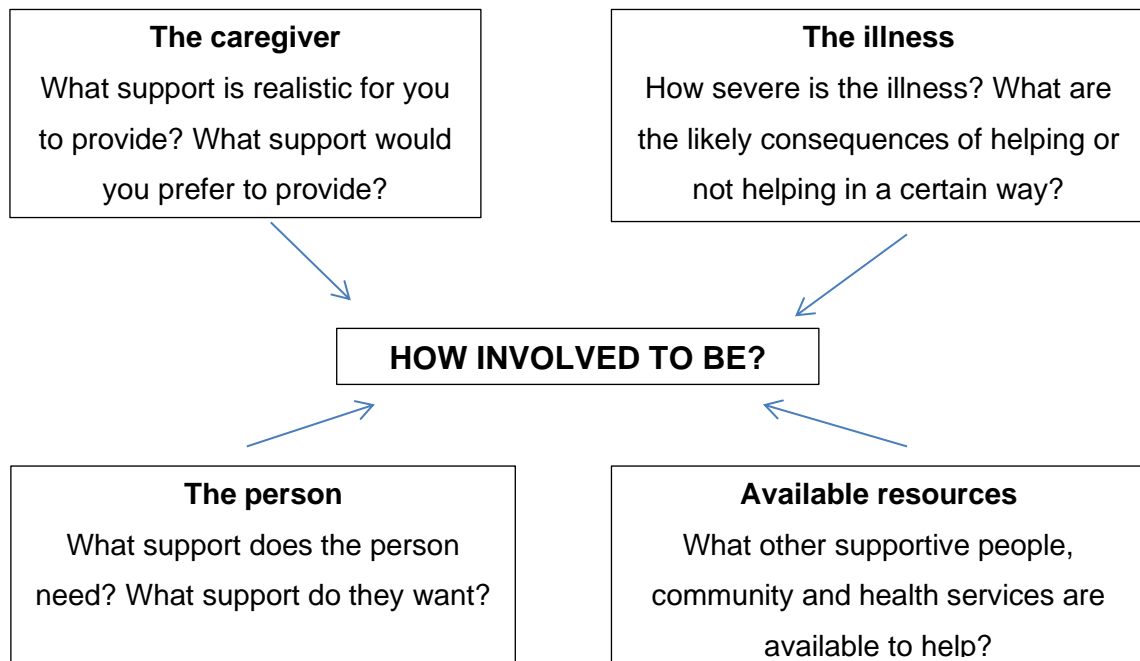 The caregiver
What support is realistic for you
to provide? What support would
you prefer to provide?
The illness
How severe is the illness? What are
the likely consequences of helping or
not helping in a certain way?
HOW INVOLVED TO BE?
The person
What support does the person
need? What support do they want?
Available resources
What other supportive people,
community and health services are
available to help?